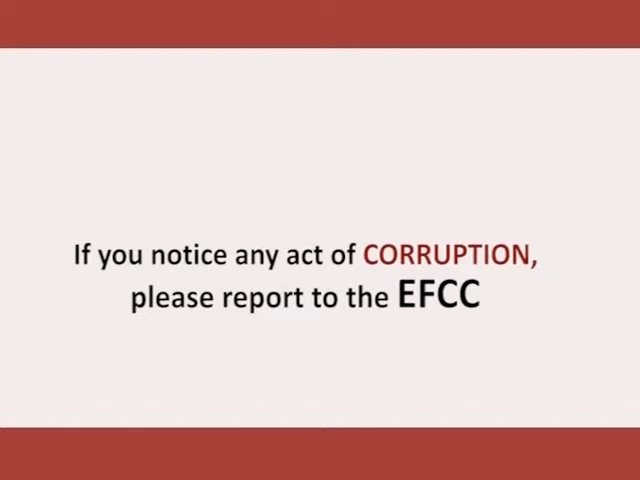 If you notice any act of CORRUPTION,
please report to the EFCC